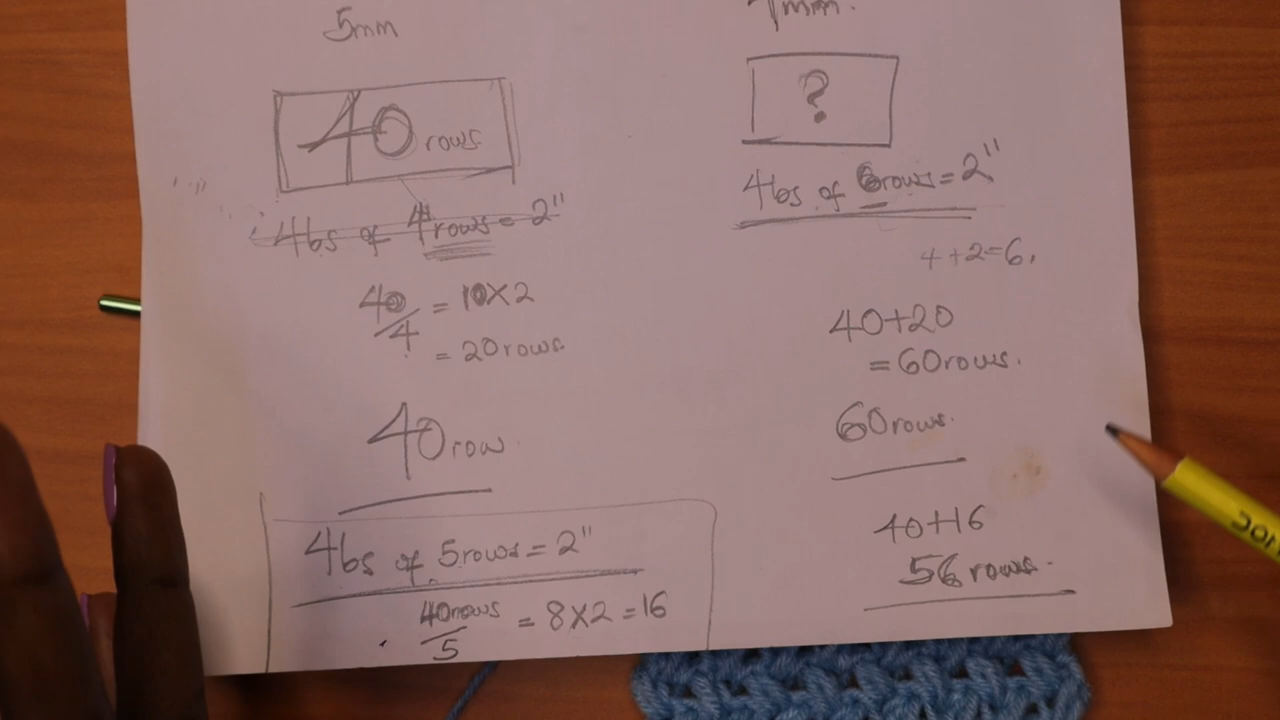 5mm
40 rows
4bs of 4rows = 2"
40/4 = 10X2
= 20rows
40row
4bs of 5rows = 2"
40rows/5 = 8X2 = 16
mm.
?
4bs of 6rows = 2"
4+2=6.
40+20
= 60rows.
60rows.
40+16
56rows.